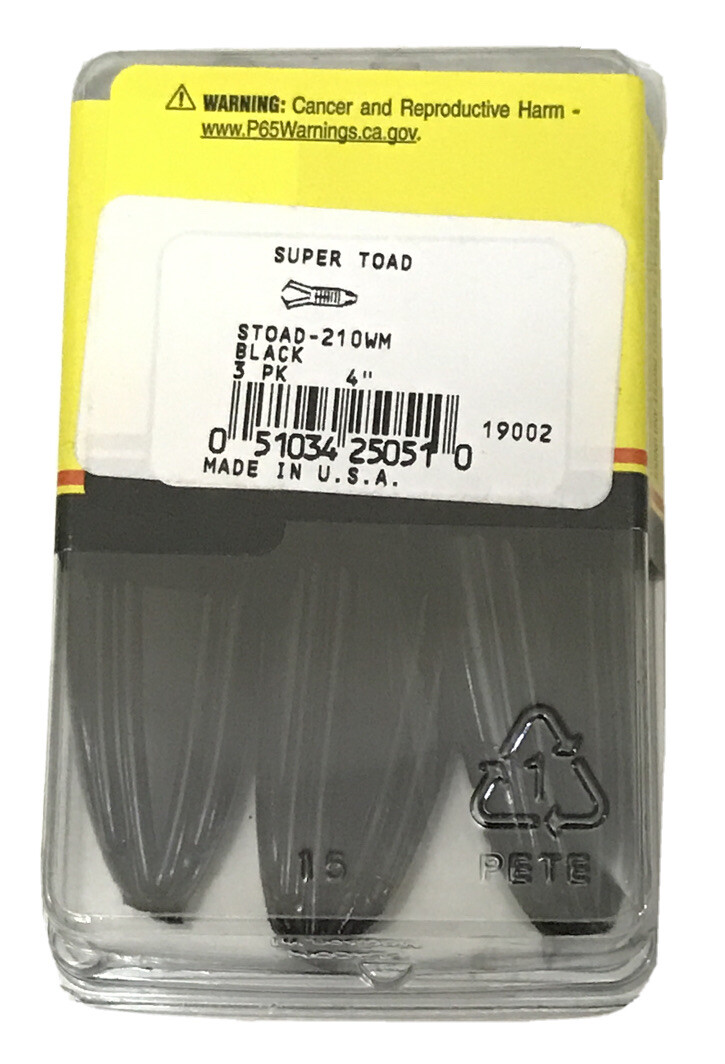 WARNING: Cancer and Reproductive Harm -
www.P65Warnings.ca.gov.
SUPER TOAD
STOAD-210WM
BLACK
3 PK 4"
0 51034 25051 0
19002
MADE IN U.S.A.
1
15
PETE